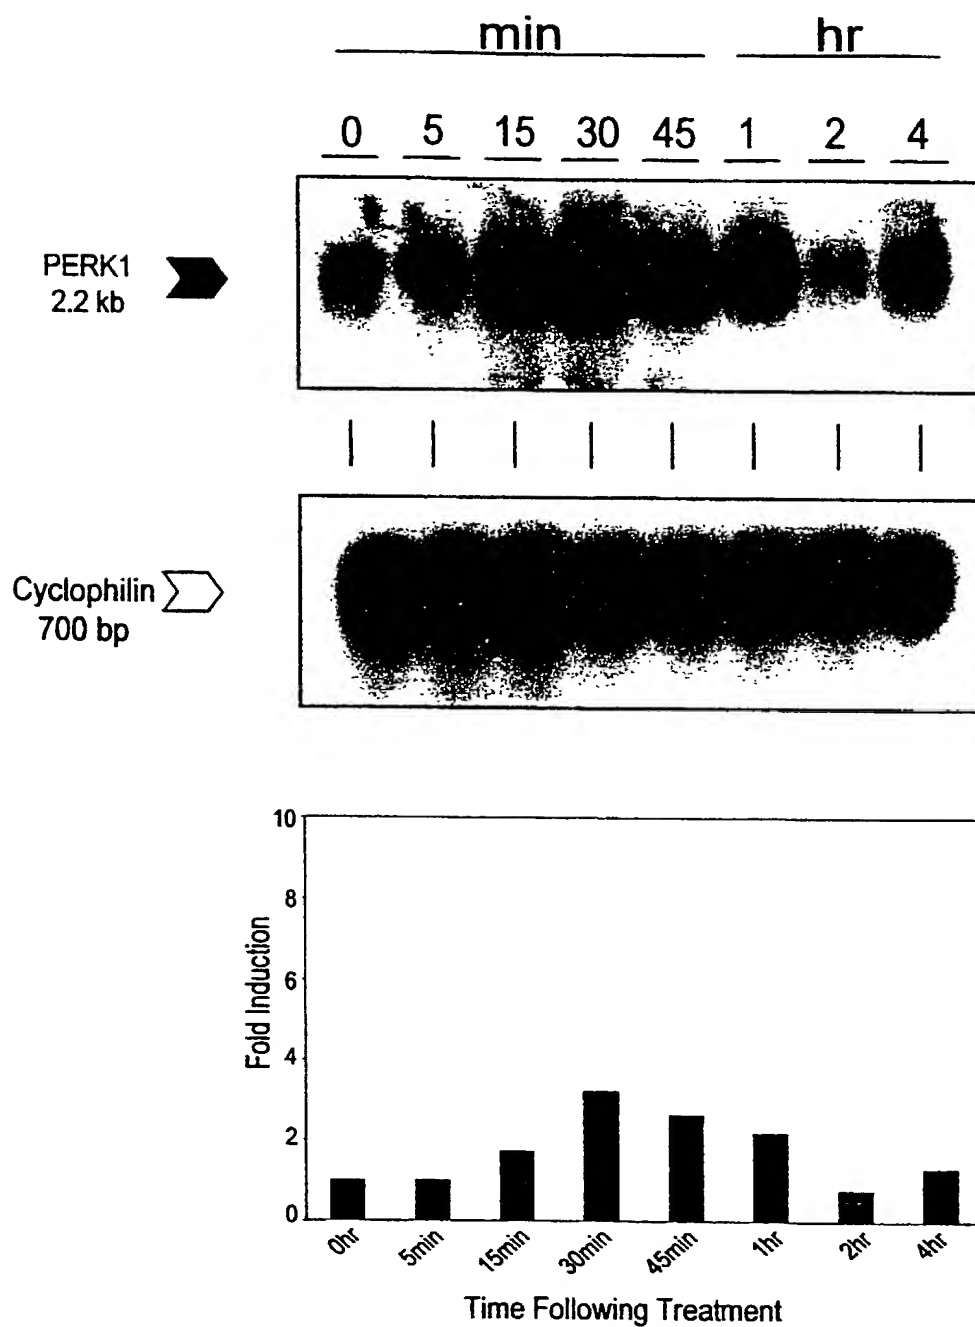 min hr
0 5 15 30 45 1 2 4
PERK1
2.2 kb
Cyclophilin
700 bp
10
8
6
4
2
0
Fold Induction
0hr 5min 15min 30min 45min 1hr 2hr 4hr
Time Following Treatment